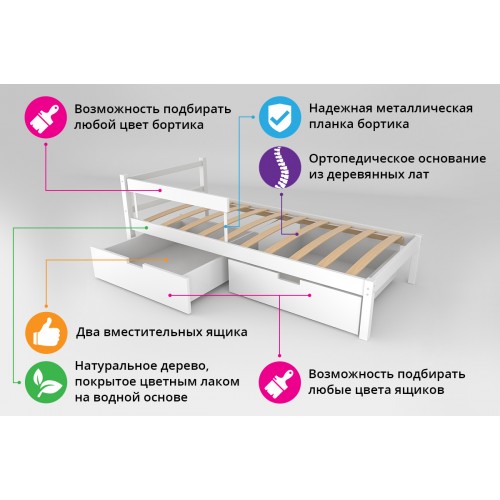 Возможность подбирать
любой цвет бортика
Надежная металлическая
планка бортика
Ортопедическое основание
из деревянных лат
Два вместительных ящика
Натуральное дерево,
покрытое цветным лаком
на водной основе
Возможность подбирать
любые цвета ящиков